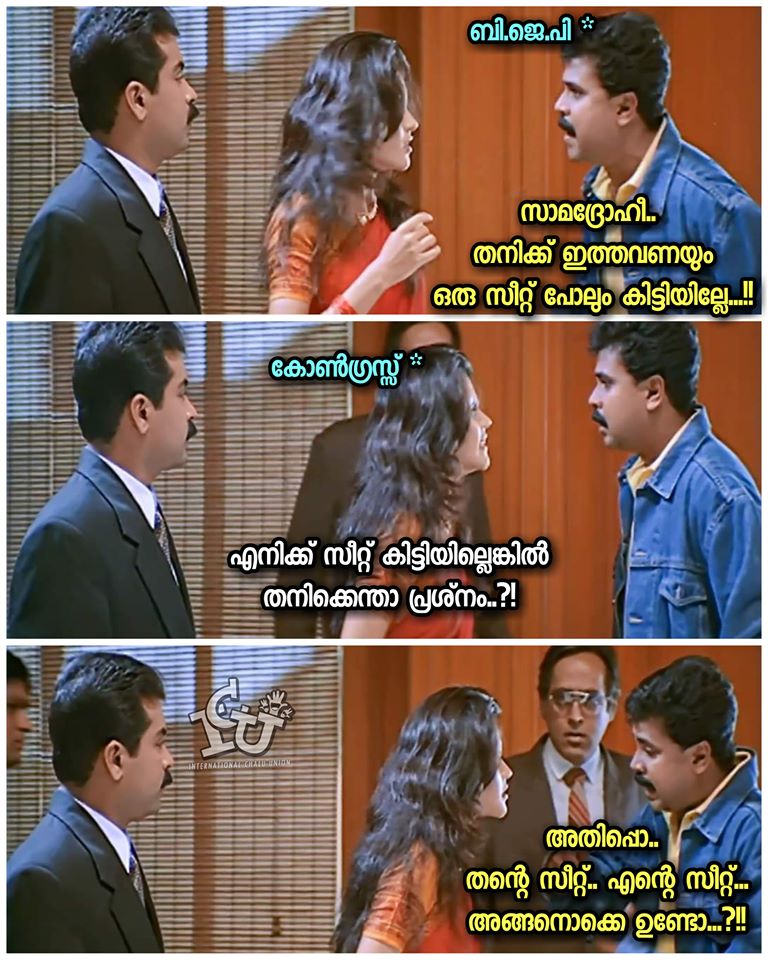 ബി.ജെ.പി *
സാമദ്രോഹീ..
തനിക്ക് ഇത്തവണയും
ഒരു സീറ്റ് പോലും കിട്ടിയില്ലേ...!!
കോൺഗ്രസ്സ് *
എനിക്ക് സീറ്റ് കിട്ടിയില്ലെങ്കിൽ
തനിക്കെന്താ പ്രശ്നം..?!
ICU
INTERNATIONAL CHALU UNION
അതിപ്പൊ..
തന്റെ സീറ്റ്.. എന്റെ സീറ്റ്...
അങ്ങനൊക്കെ ഉണ്ടോ...?!!